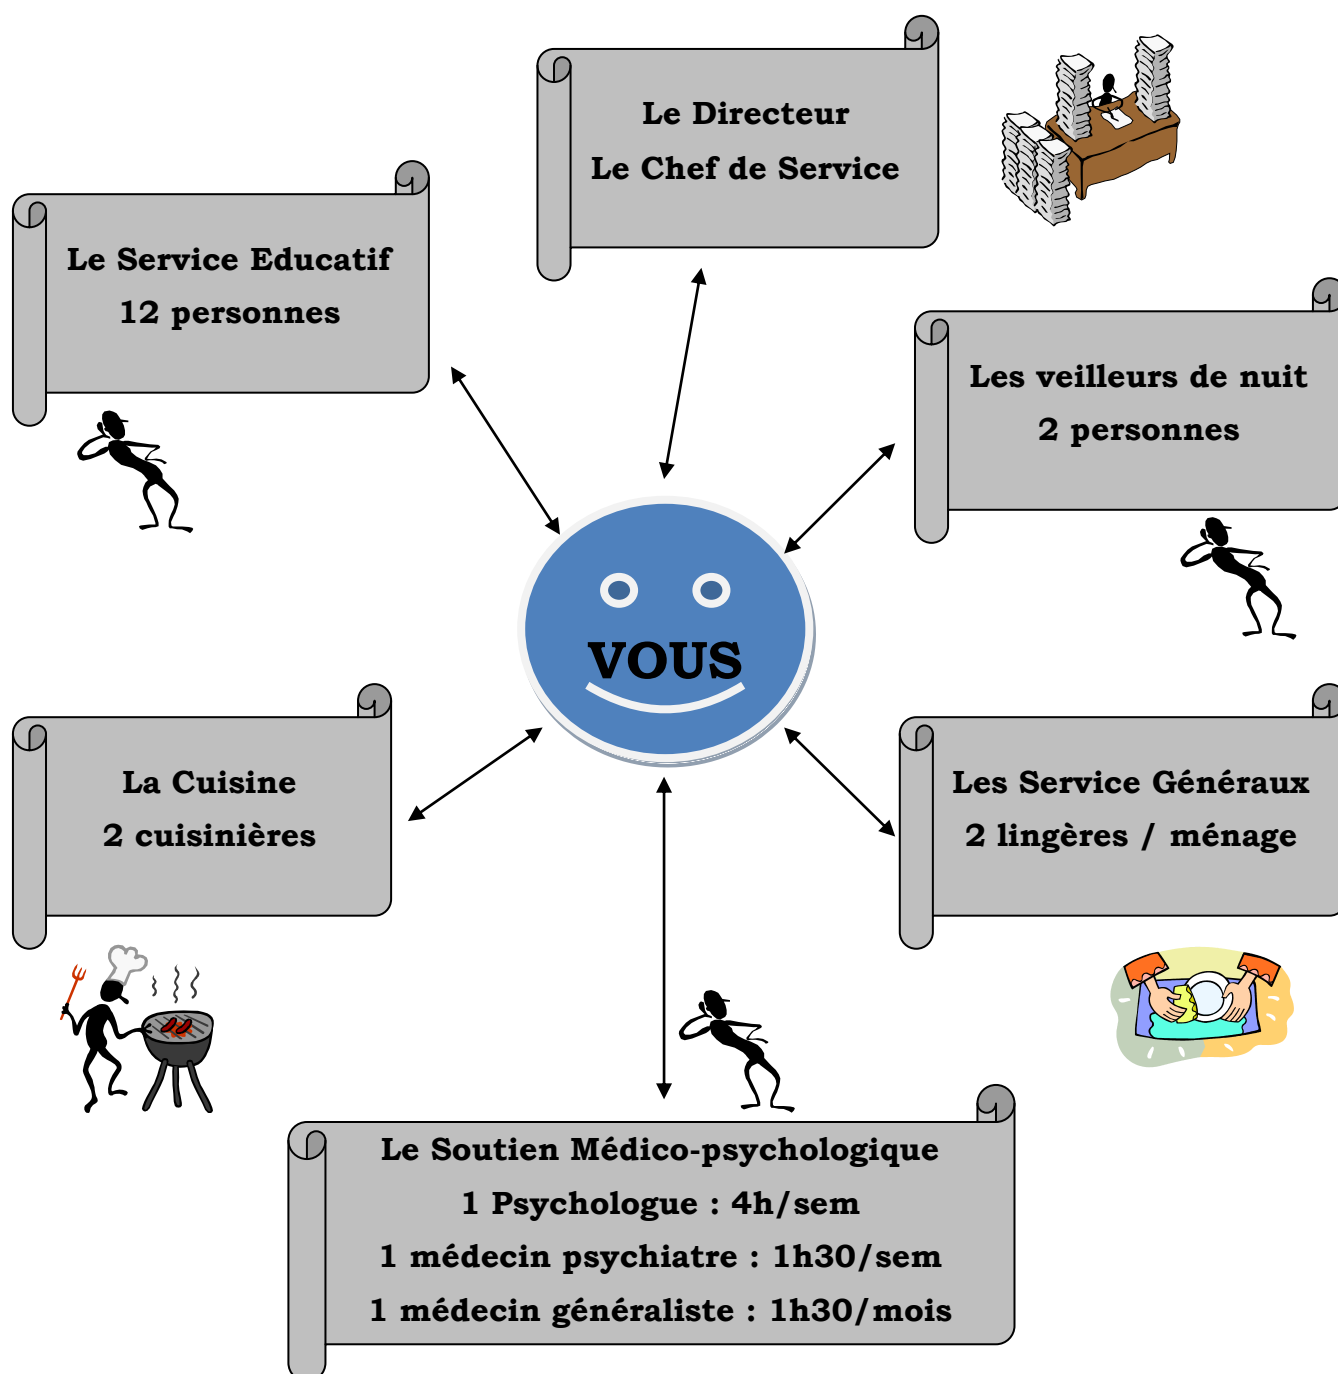 Le Directeur
Le Chef de Service
Le Service Educatif
12 personnes
Les veilleurs de nuit
2 personnes
VOUS
La Cuisine
2 cuisinières
Les Service Généraux
2 lingères / ménage
Le Soutien Médico-psychologique
1 Psychologue : 4h/sem
1 médecin psychiatre : 1h30/sem
1 médecin généraliste : 1h30/mois